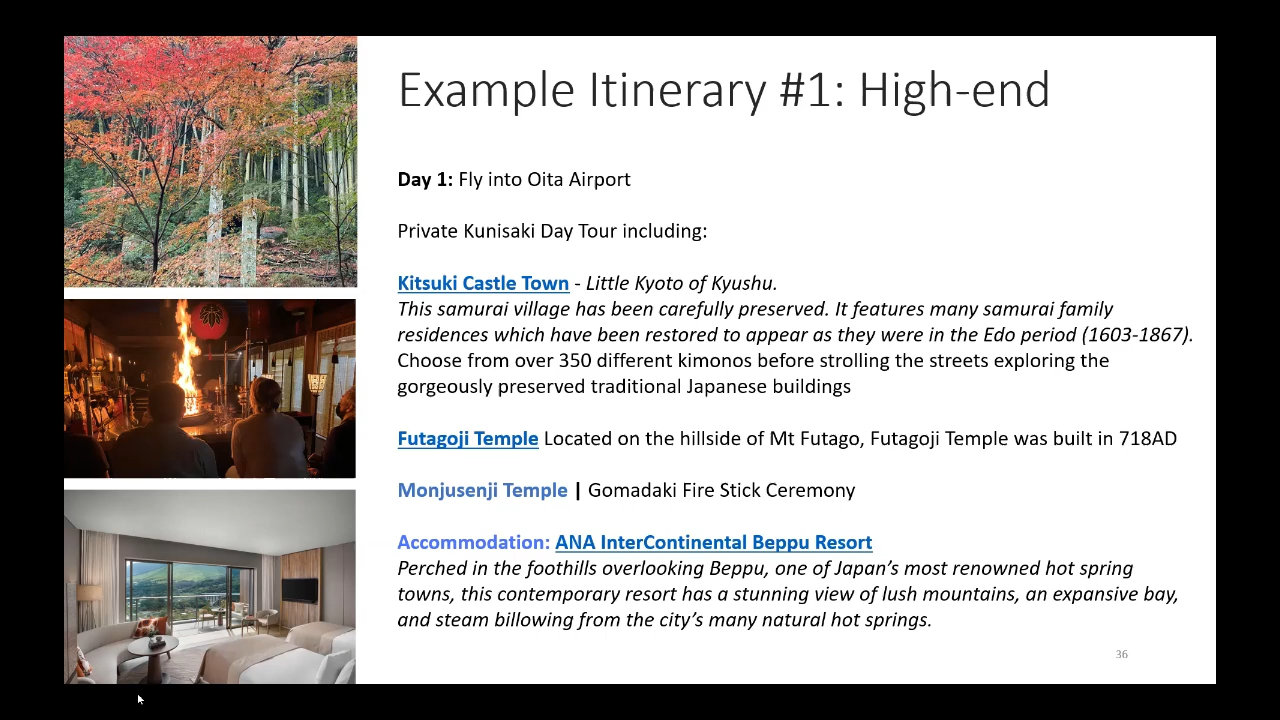 Example Itinerary #1: High-end
Day 1: Fly into Oita Airport
Private Kunisaki Day Tour including:
Kitsuki Castle Town - Little Kyoto of Kyushu.
This samurai village has been carefully preserved. It features many samurai family
residences which have been restored to appear as they were in the Edo period (1603-1867).
Choose from over 350 different kimonos before strolling the streets exploring the
gorgeously preserved traditional Japanese buildings
Futagoji Temple Located on the hillside of Mt Futago, Futagoji Temple was built in 718AD
Monjusenji Temple | Gomadaki Fire Stick Ceremony
Accommodation: ANA InterContinental Beppu Resort
Perched in the foothills overlooking Beppu, one of Japan’s most renowned hot spring
towns, this contemporary resort has a stunning view of lush mountains, an expansive bay,
and steam billowing from the city’s many natural hot springs.
36